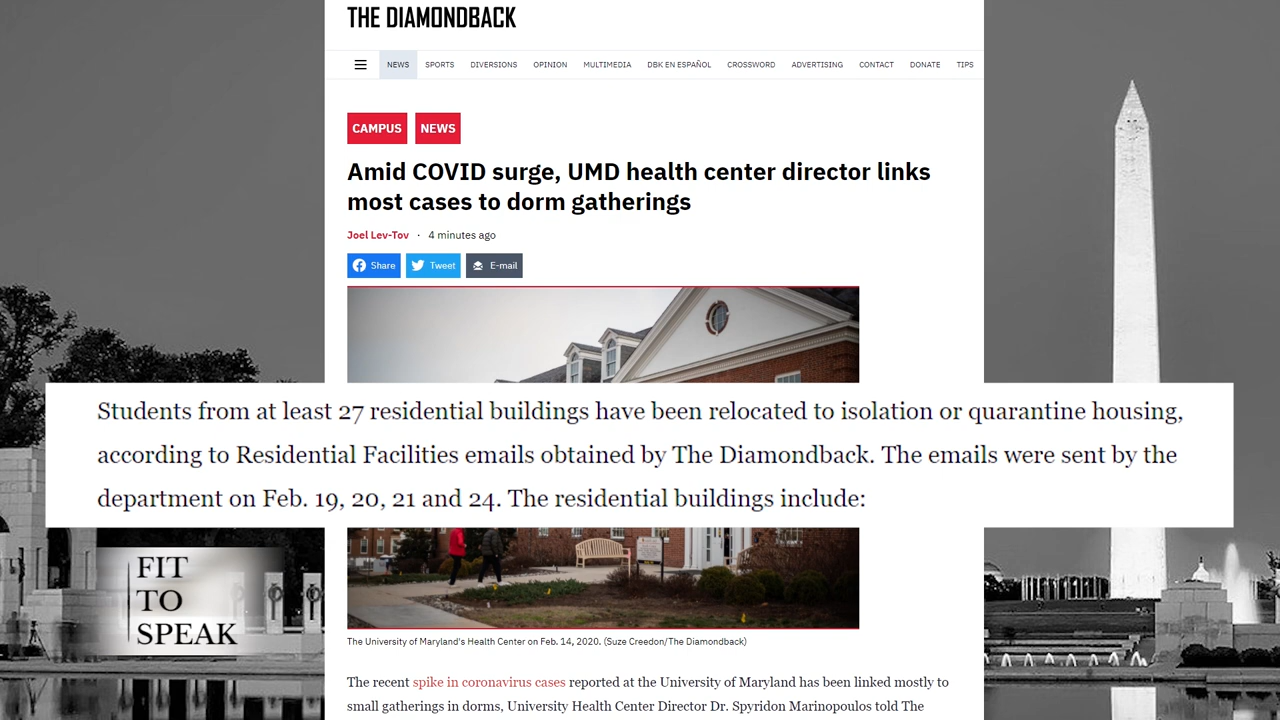 THE DIAMONDBACK
NEWS SPORTS DIVERSIONS OPINION MULTIMEDIA DBK EN ESPAÑOL CROSSWORD ADVERTISING CONTACT DONATE TIPS
CAMPUS NEWS
Amid COVID surge, UMD health center director links
most cases to dorm gatherings
Joel Lev-Tov · 4 minutes ago
Share Tweet E-mail
Students from at least 27 residential buildings have been relocated to isolation or quarantine housing,
according to Residential Facilities emails obtained by The Diamondback. The emails were sent by the
department on Feb. 19, 20, 21 and 24. The residential buildings include:
FIT
TO
SPEAK
The University of Maryland's Health Center on Feb. 14, 2020. (Suze Creedon/The Diamondback)
The recent spike in coronavirus cases reported at the University of Maryland has been linked mostly to
small gatherings in dorms, University Health Center Director Dr. Spyridon Marinopoulos told The